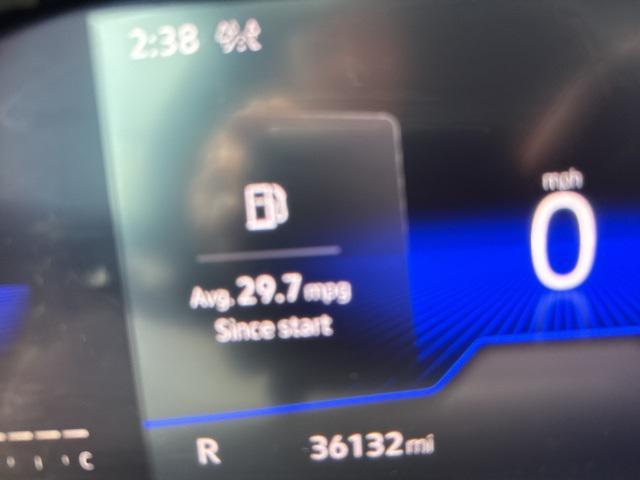 2:38
mph
0
Avg. 29.7 mpg
Since start
R 36132 mi
C